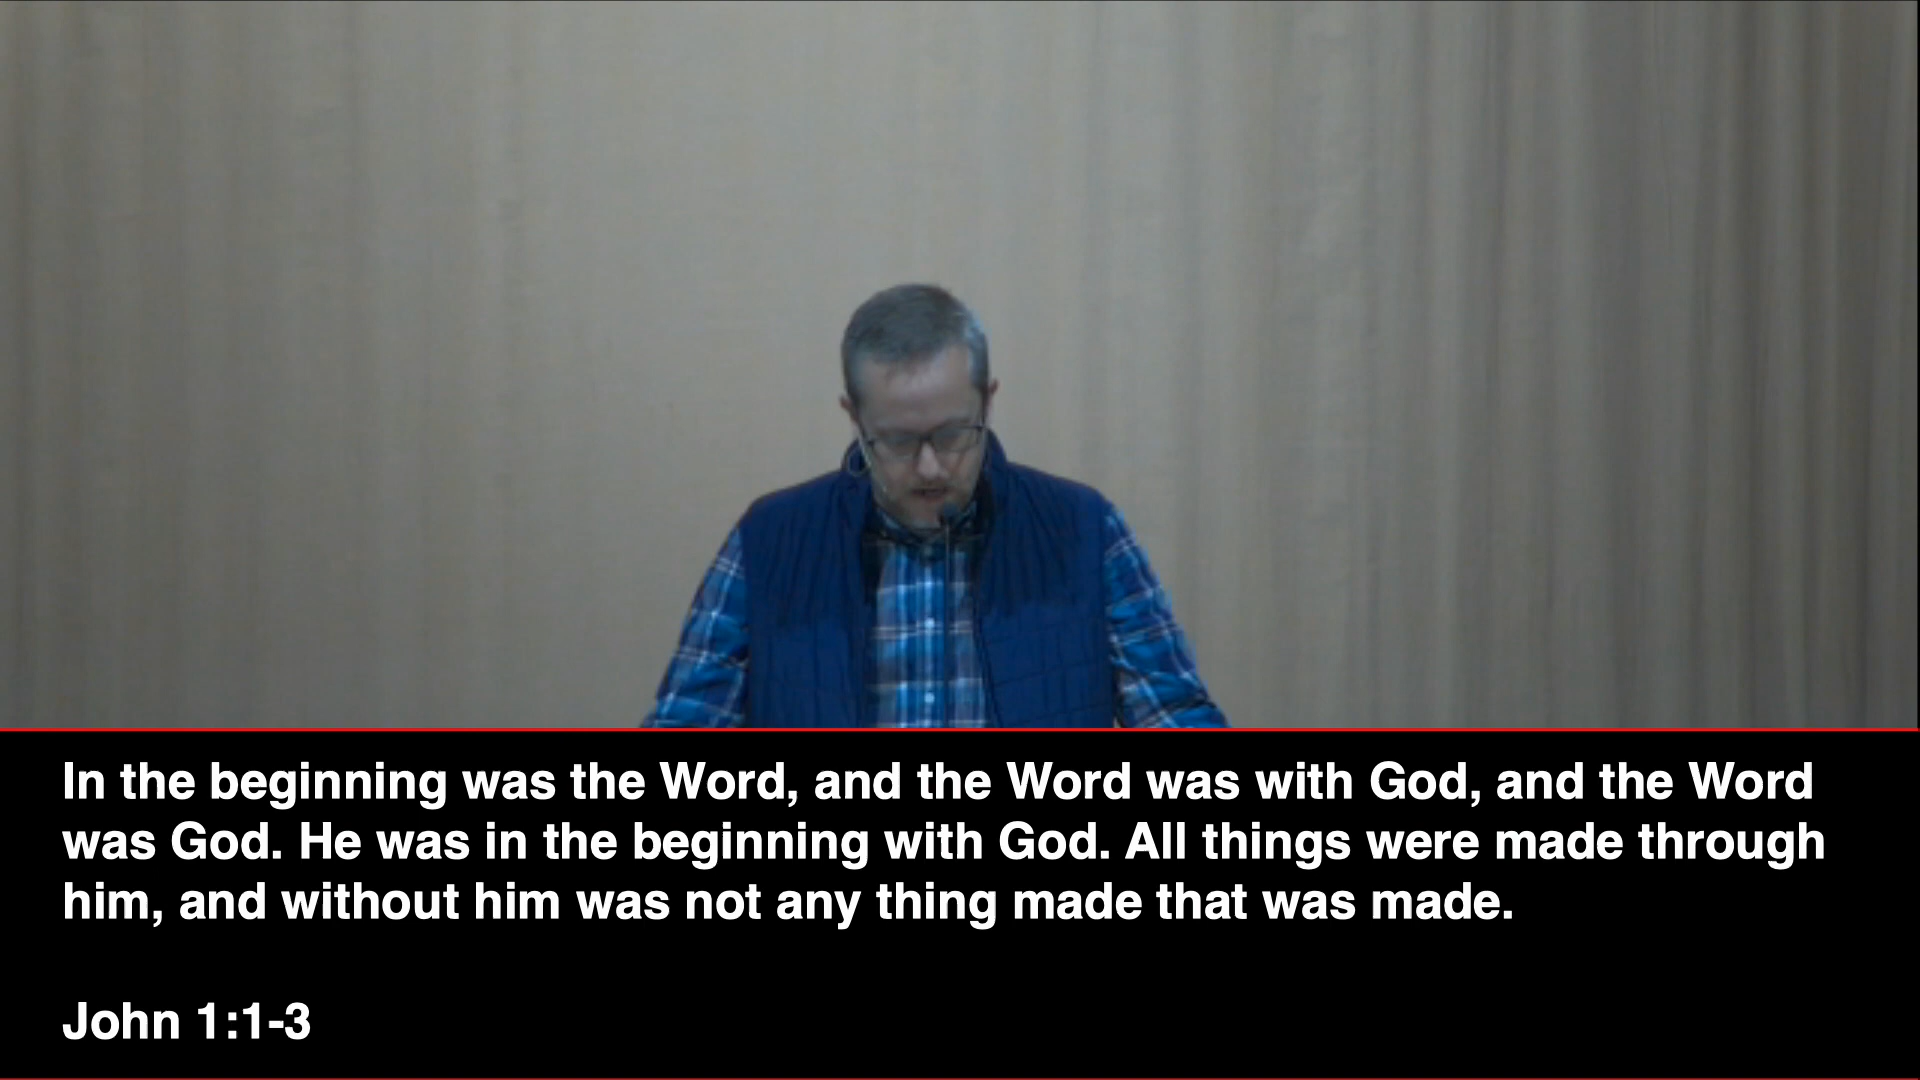 In the beginning was the Word, and the Word was with God, and the Word
was God. He was in the beginning with God. All things were made through
him, and without him was not any thing made that was made.
John 1:1-3